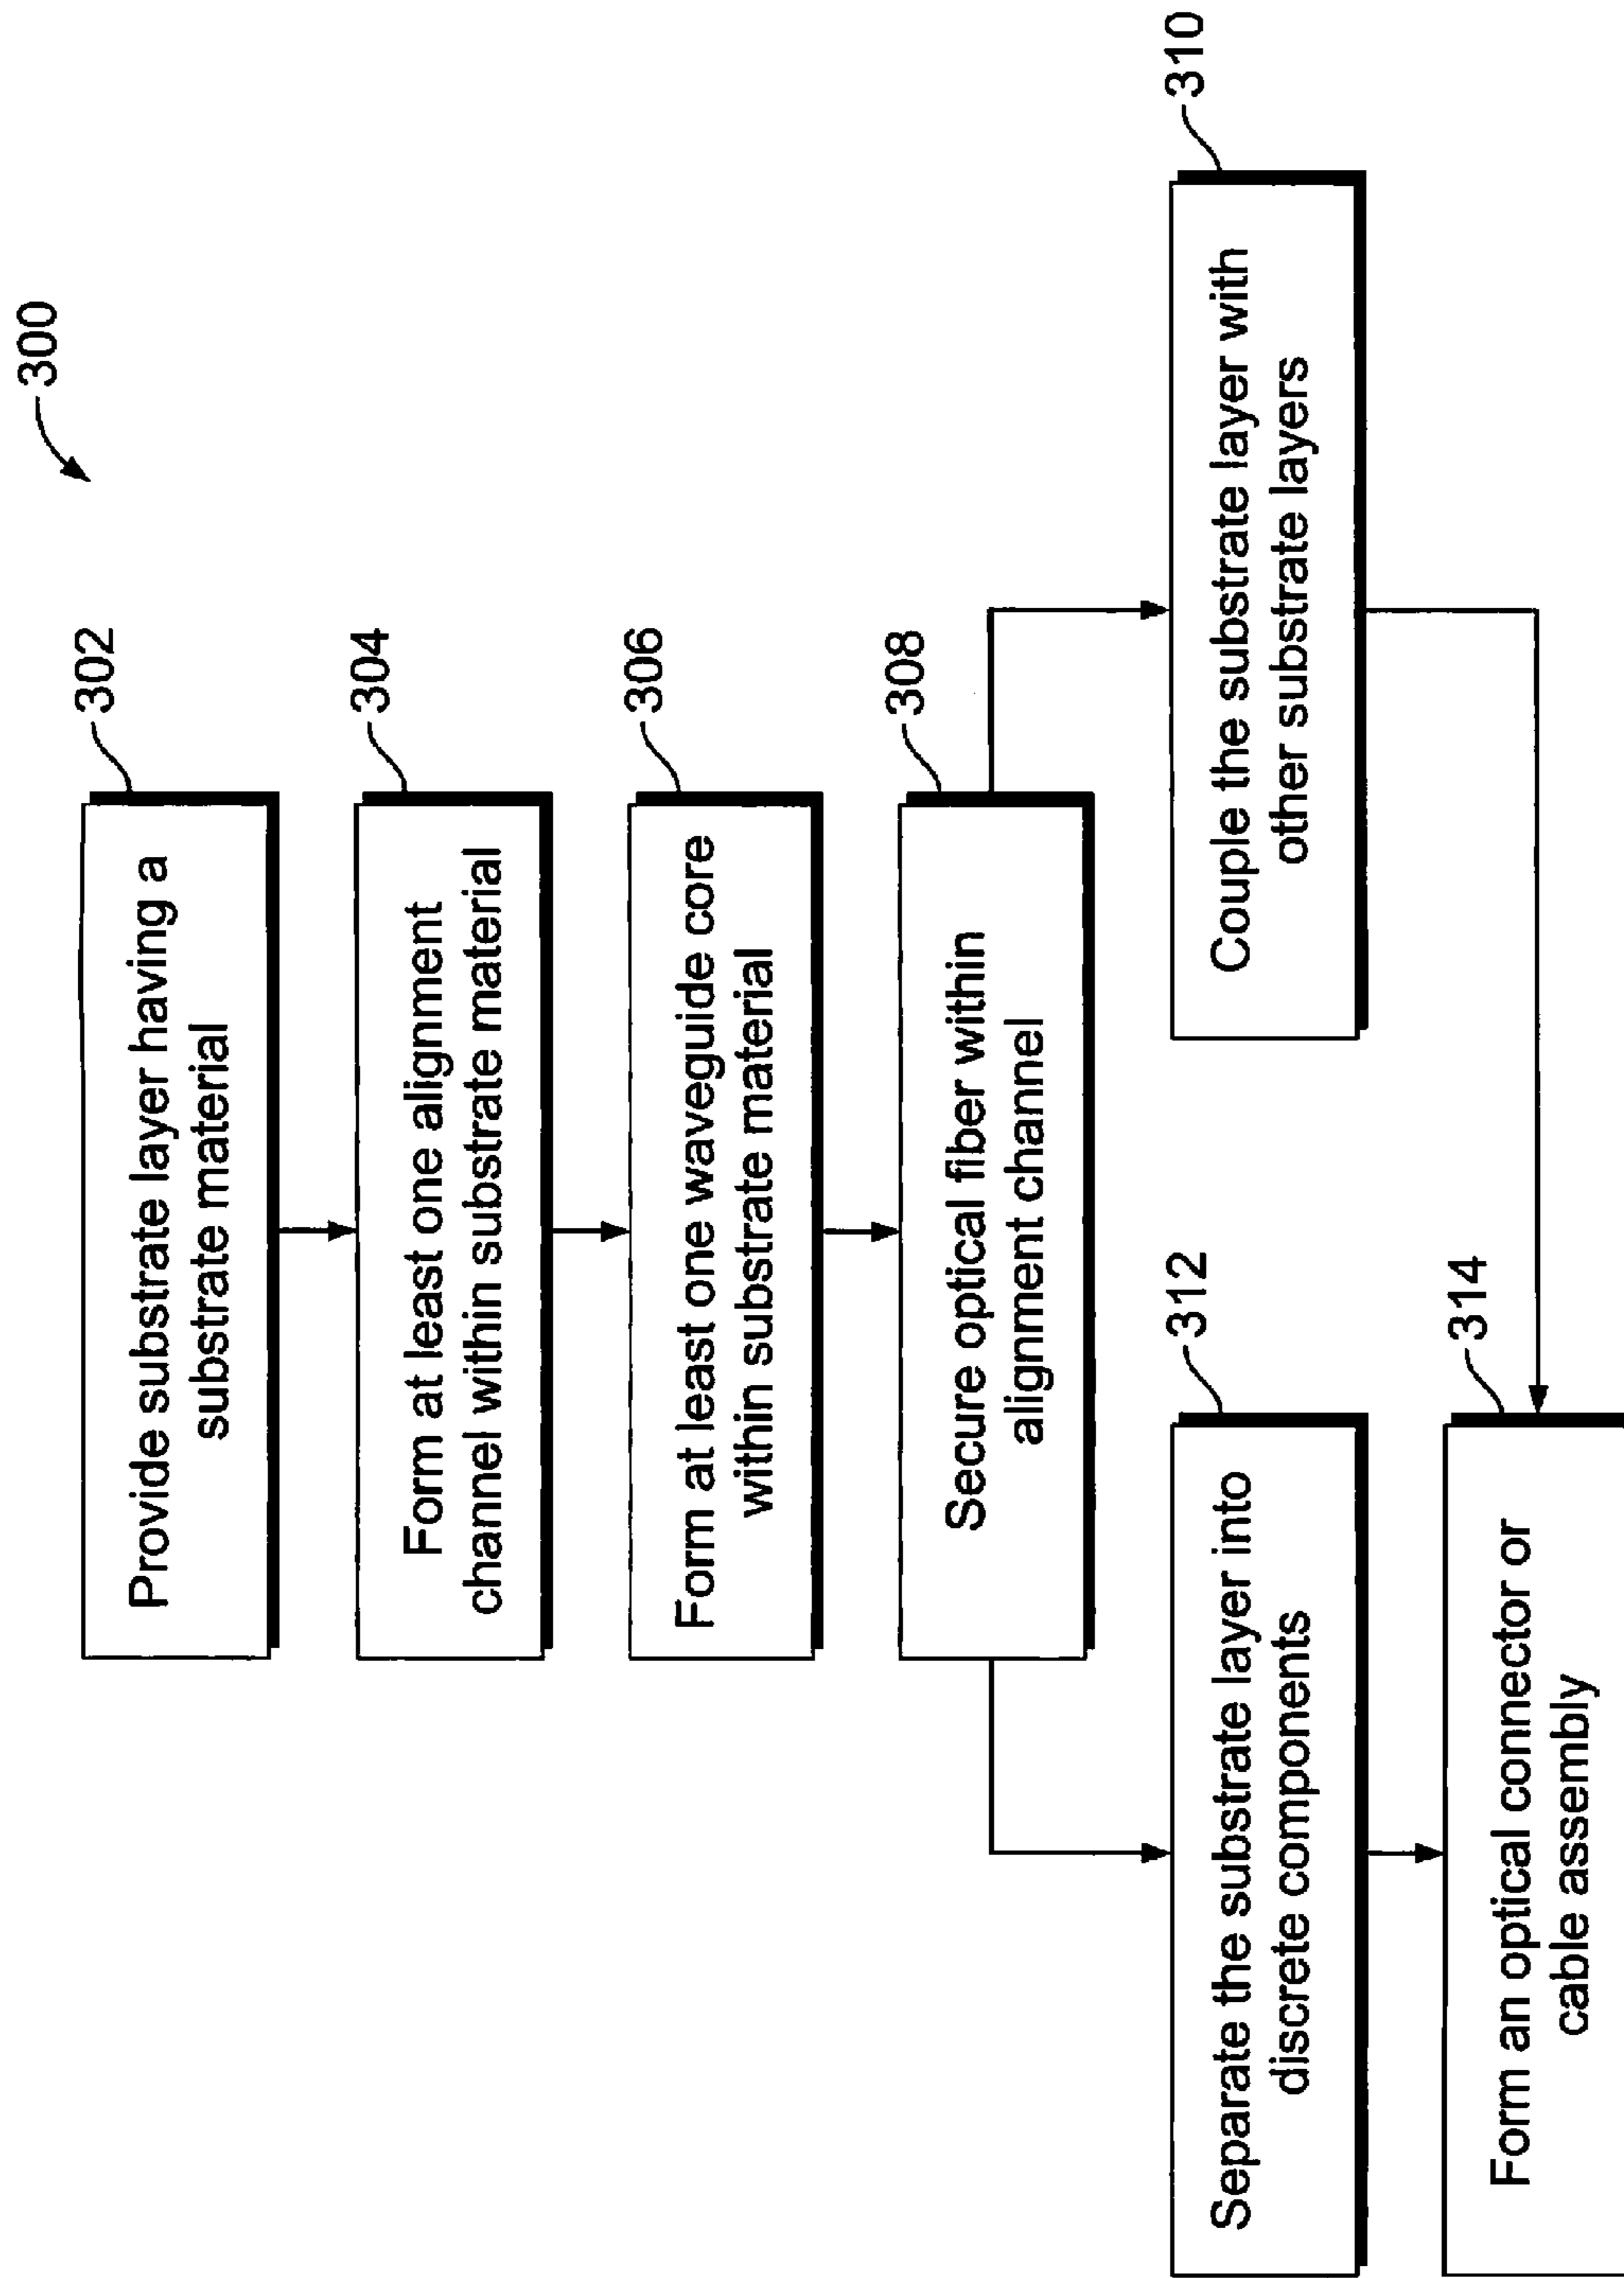 300
302
Provide substrate layer having a
substrate material
304
Form at least one alignment
channel within substrate material
306
Form at least one waveguide core
within substrate material
308
Secure optical fiber within
alignment channel
310
Couple the substrate layer with
other substrate layers
312
Separate the substrate layer into
discrete components
314
Form an optical connector or
cable assembly